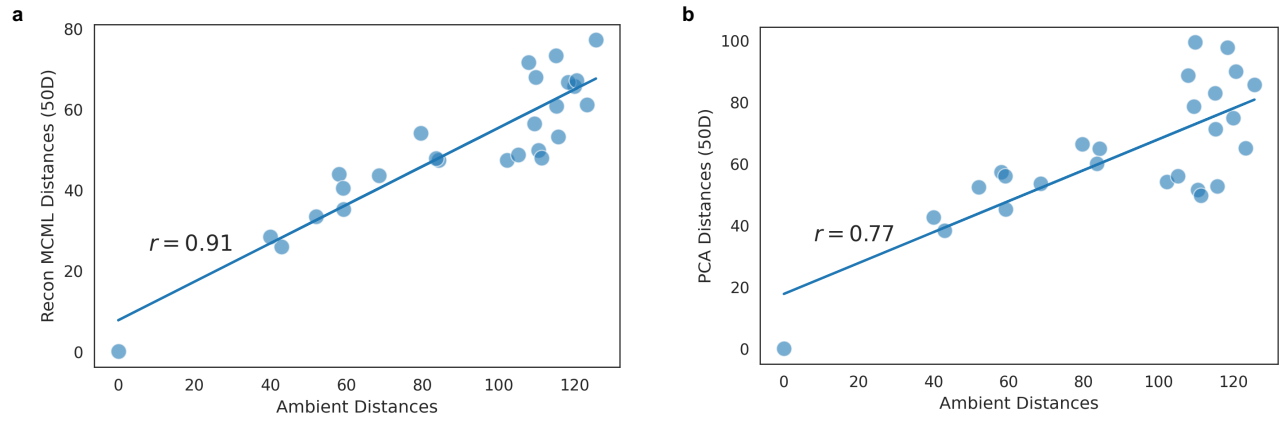 a
80
60
40
20
0
Recon MCML Distances (50D)
r = 0.91
0 20 40 60 80 100 120
Ambient Distances
b
100
80
60
40
20
0
PCA Distances (50D)
r = 0.77
0 20 40 60 80 100 120
Ambient Distances